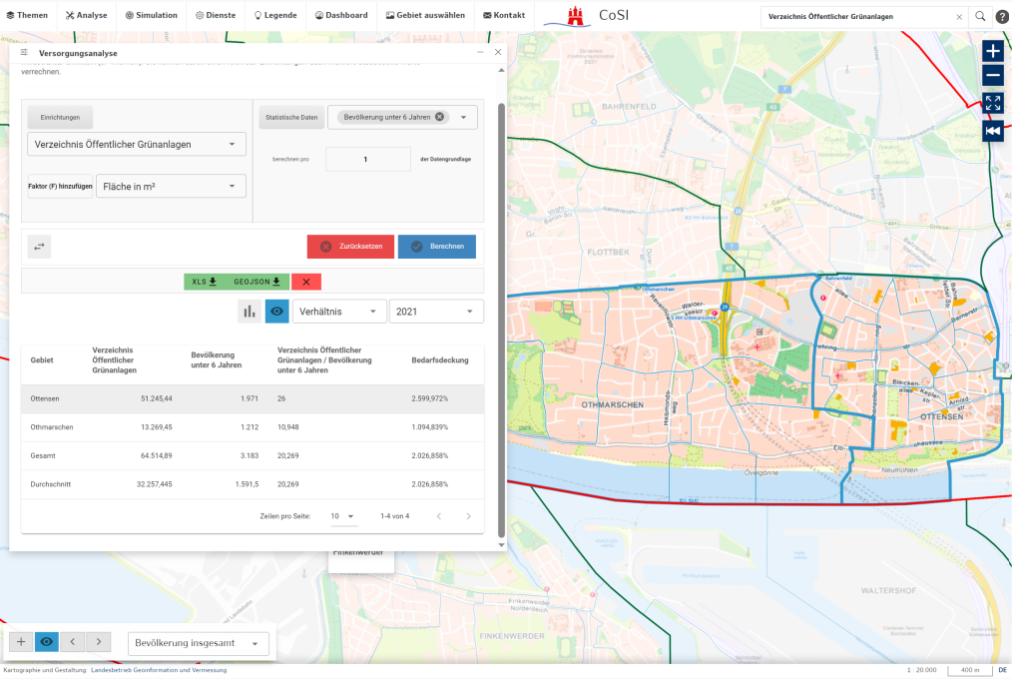 Themen
Analyse
Simulation
Dienste
Legende
Dashboard
Gebiet auswählen
Kontakt
CoSI
Verzeichnis Öffentlicher Grünanlagen
Versorgungsanalyse
verrechnen.
Einrichtungen
Verzeichnis Öffentlicher Grünanlagen
Faktor (F) hinzufügen
Fläche in m²
Statistische Daten
Bevölkerung unter 6 Jahren
berechnen pro
1
der Datengrundlage
Zurücksetzen
Berechnen
XLS
GEOJSON
Verhältnis
2021
Gebiet
Verzeichnis
Öffentlicher
Grünanlagen
Bevölkerung
unter 6 Jahren
Verzeichnis Öffentlicher
Grünanlagen / Bevölkerung
unter 6 Jahren
Bedarfsdeckung
Ottensen 51.245,44 1.971 26 2.599,972%
Othmarschen 13.269,45 1.212 10,948 1.094,839%
Gesamt 64.514,89 3.183 20,269 2.026,858%
Durchschnitt 32.257,445 1.591,5 20,269 2.026,858%
Zeilen pro Seite: 10 1-4 von 4
Finkenwerder
Bevölkerung insgesamt
BAHRENFELD
FLOTTBEK
OTHMARSCHEN
OTTENSEN
Övelgönne
Neumühlen
WALTERSHOF
Finkenwerder
Norderdeich
FINKENWERDER
Kartographie und Gestaltung: Landesbetrieb Geoinformation und Vermessung
1 : 20.000
400 m
DE